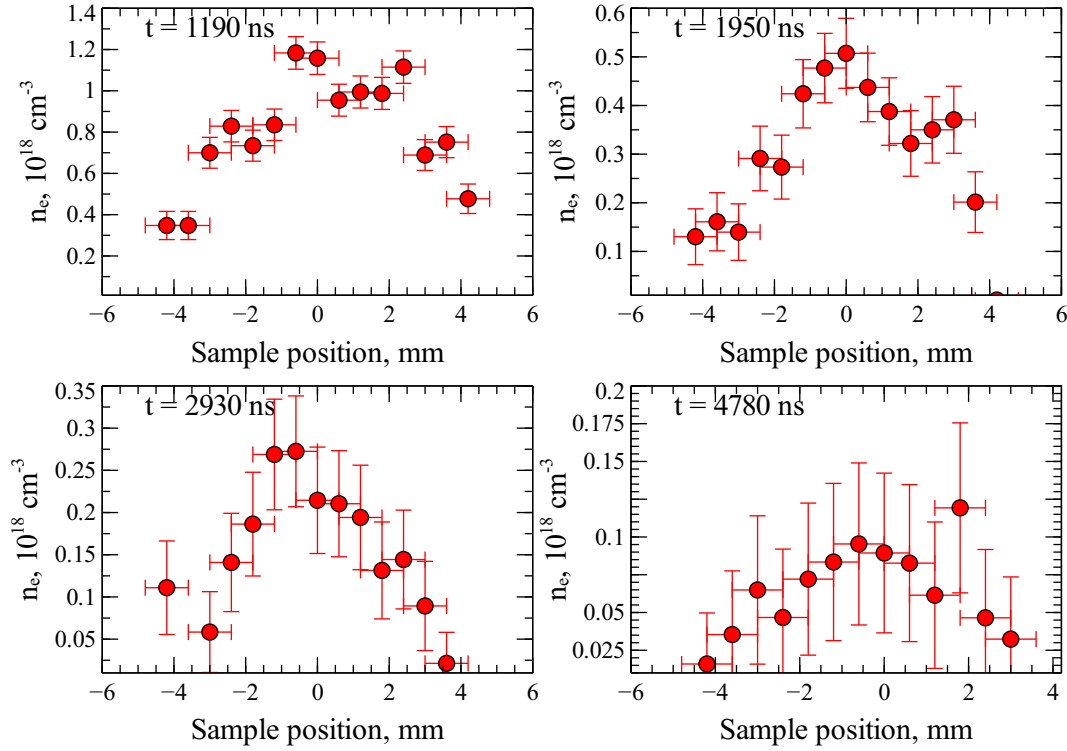 t = 1190 ns
n_e, 10^18 cm^-3
1.4
1.2
1
0.8
0.6
0.4
0.2
−6 −4 −2 0 2 4 6
Sample position, mm
t = 1950 ns
n_e, 10^18 cm^-3
0.6
0.5
0.4
0.3
0.2
0.1
−6 −4 −2 0 2 4 6
Sample position, mm
t = 2930 ns
n_e, 10^18 cm^-3
0.35
0.3
0.25
0.2
0.15
0.1
0.05
−6 −4 −2 0 2 4 6
Sample position, mm
t = 4780 ns
n_e, 10^18 cm^-3
0.2
0.175
0.15
0.125
0.1
0.075
0.05
0.025
−6 −4 −2 0 2 4
Sample position, mm